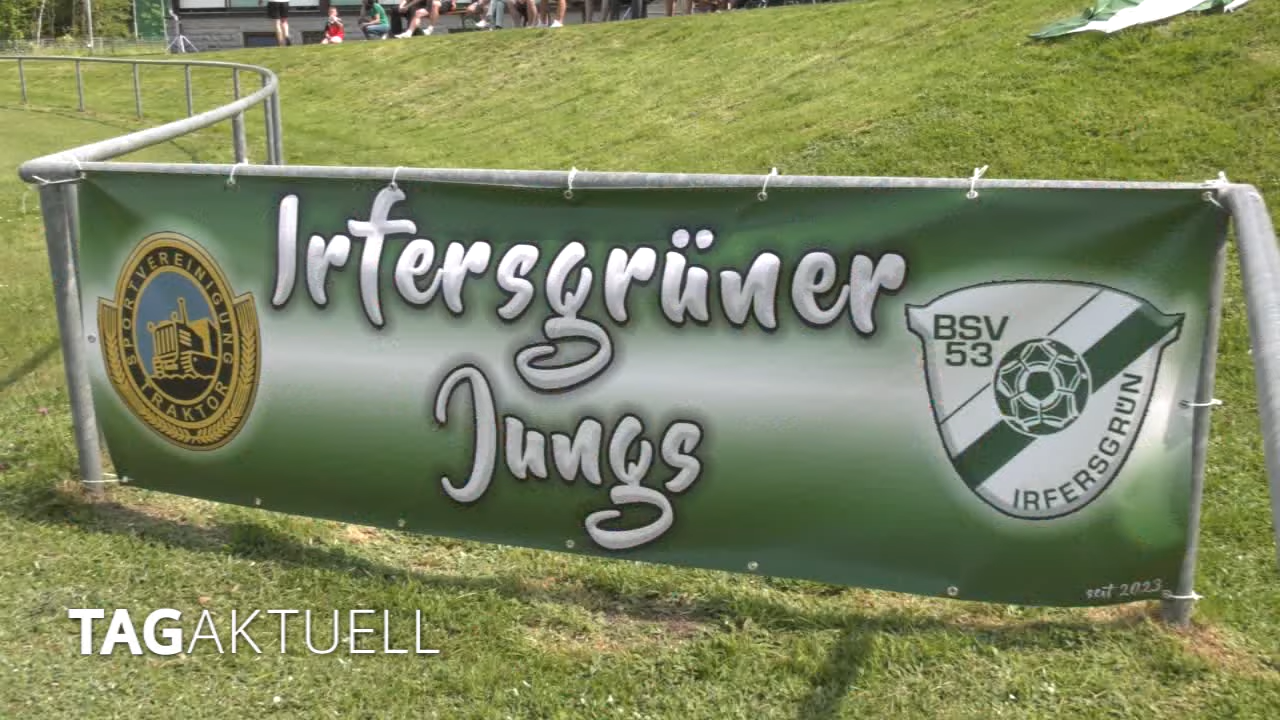 Irfersgrüner
Jungs
SPORTVEREINIGUNG
TRAKTOR
BSV
53
IRFERSGRÜN
seit 2023
TAGAKTUELL